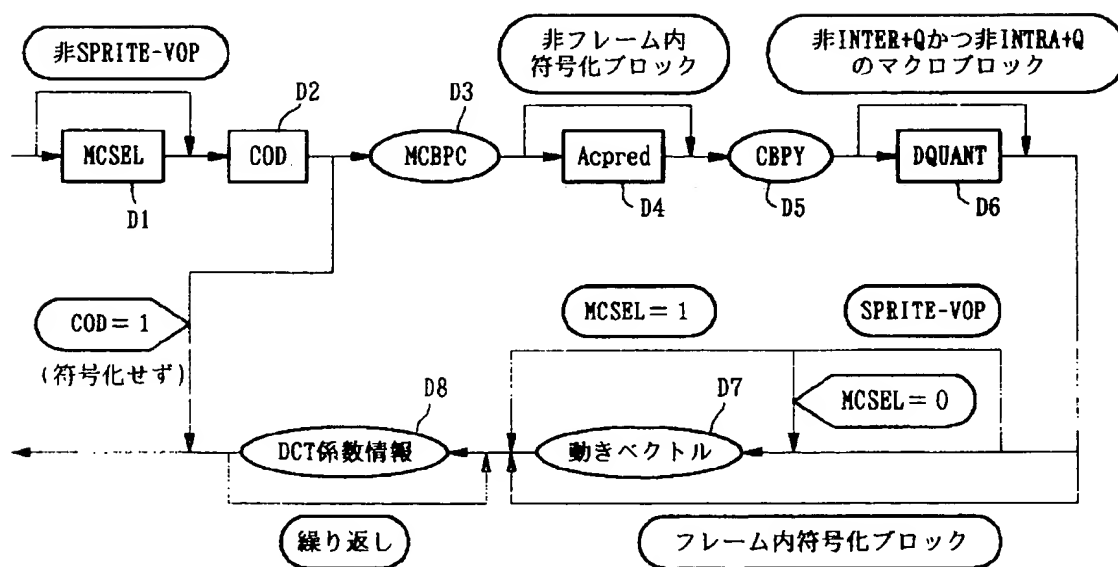 非SPRITE-VOP
非フレーム内
符号化ブロック
非INTER+Qかつ非INTRA+Q
のマクロブロック
D2
D3
MCSEL
COD
MCBPC
Acpred
CBPY
DQUANT
D1
D4
D5
D6
COD=1
(符号化せず)
MCSEL=1
SPRITE-VOP
MCSEL=0
D8
D7
DCT係数情報
動きベクトル
繰り返し
フレーム内符号化ブロック